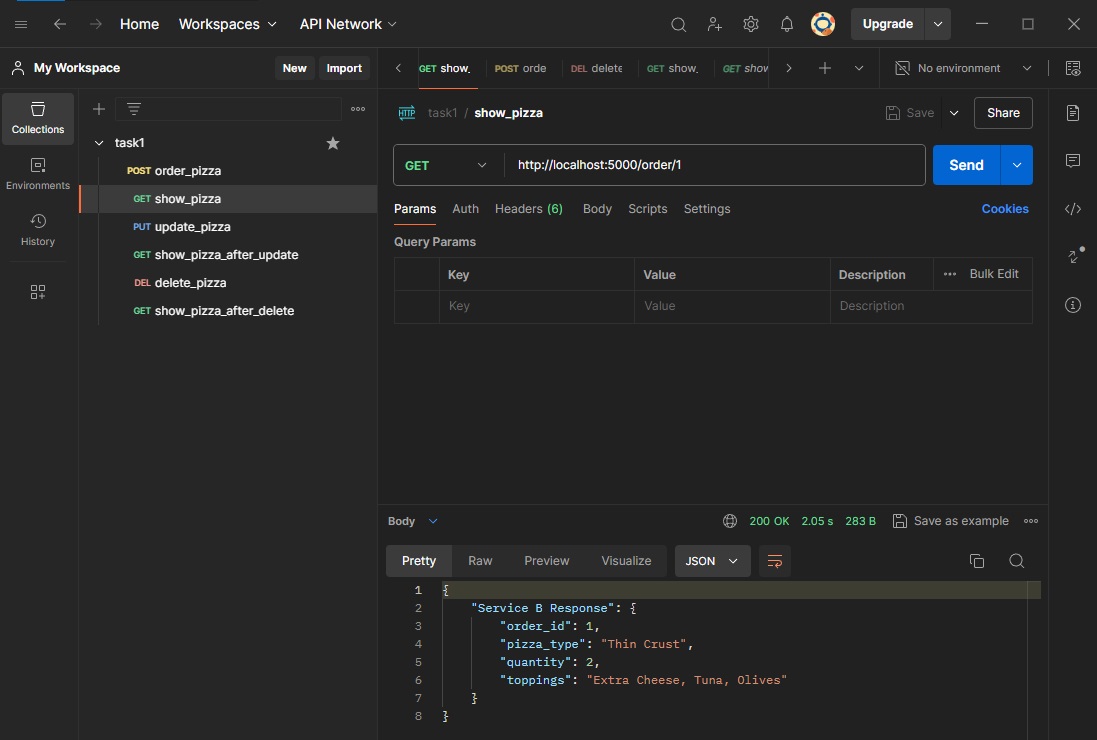 Home Workspaces API Network Upgrade
My Workspace New Import
GET show. POST orde DEL delete GET show. GET show No environment
Collections
Environments
History
task1
POST order_pizza
GET show_pizza
PUT update_pizza
GET show_pizza_after_update
DEL delete_pizza
GET show_pizza_after_delete
HTTP task1 / show_pizza Save Share
GET http://localhost:5000/order/1 Send
Params Auth Headers (6) Body Scripts Settings Cookies
Query Params
Key Value Description Bulk Edit
Key Value Description
Body 200 OK 2.05 s 283 B Save as example
Pretty Raw Preview Visualize JSON
1 {
2 "Service B Response": {
3 "order_id": 1,
4 "pizza_type": "Thin Crust",
5 "quantity": 2,
6 "toppings": "Extra Cheese, Tuna, Olives"
7 }
8 }